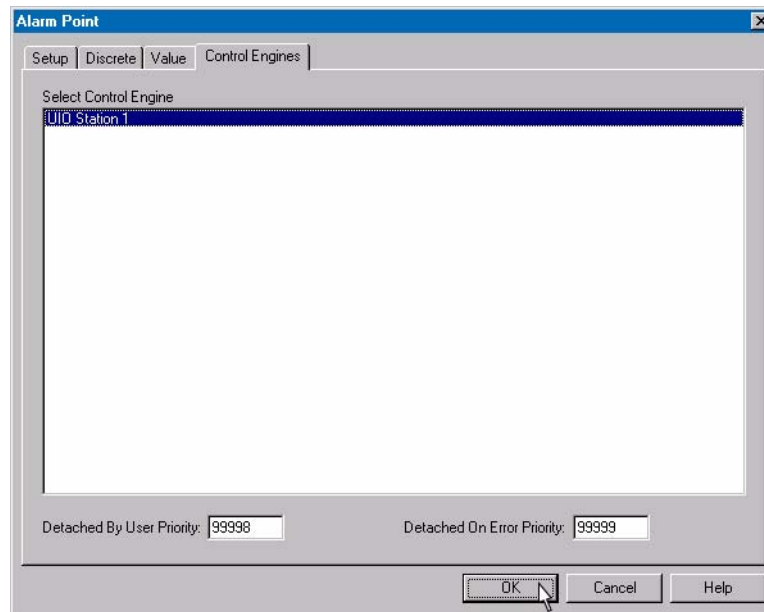 Alarm Point
Setup Discrete Value Control Engines
Select Control Engine
UIO Station 1
Detached By User Priority: 99998 Detached On Error Priority: 99999
OK Cancel Help